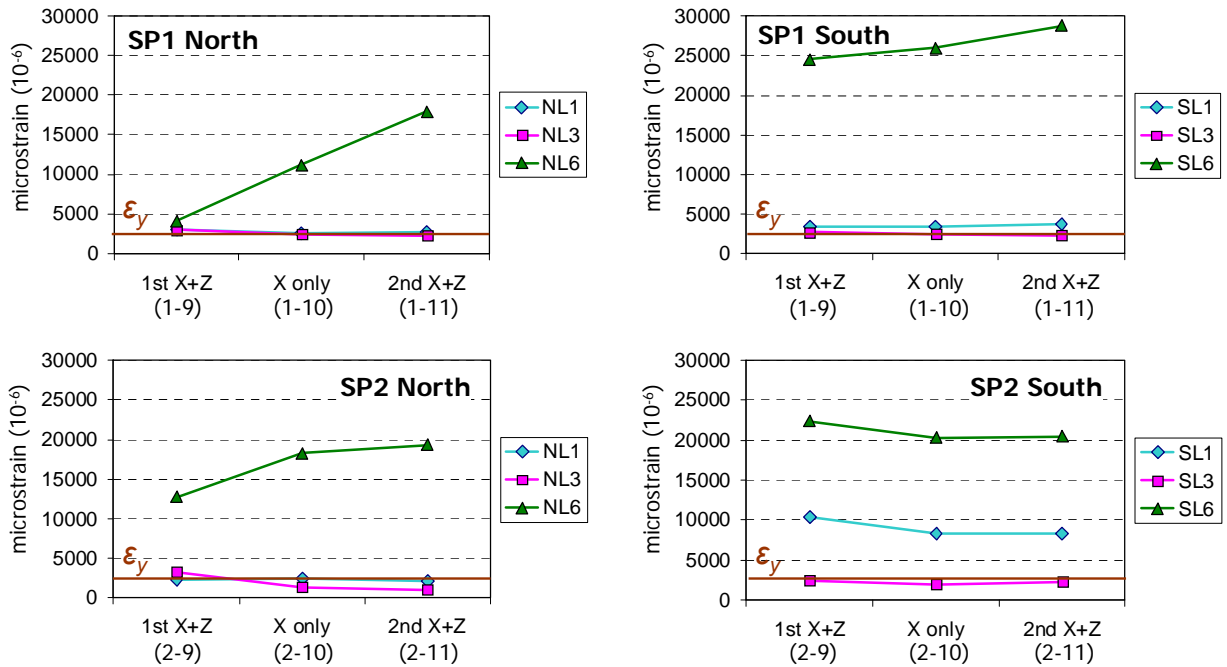 SP1 North
microstrain (10-6)
30000
25000
20000
15000
10000
5000
0
εy
NL1
NL3
NL6
1st X+Z
(1-9)
X only
(1-10)
2nd X+Z
(1-11)
SP1 South
microstrain (10-6)
30000
25000
20000
15000
10000
5000
0
εy
SL1
SL3
SL6
1st X+Z
(1-9)
X only
(1-10)
2nd X+Z
(1-11)
SP2 North
microstrain (10-6)
30000
25000
20000
15000
10000
5000
0
εy
NL1
NL3
NL6
1st X+Z
(2-9)
X only
(2-10)
2nd X+Z
(2-11)
SP2 South
microstrain (10-6)
30000
25000
20000
15000
10000
5000
0
εy
SL1
SL3
SL6
1st X+Z
(2-9)
X only
(2-10)
2nd X+Z
(2-11)